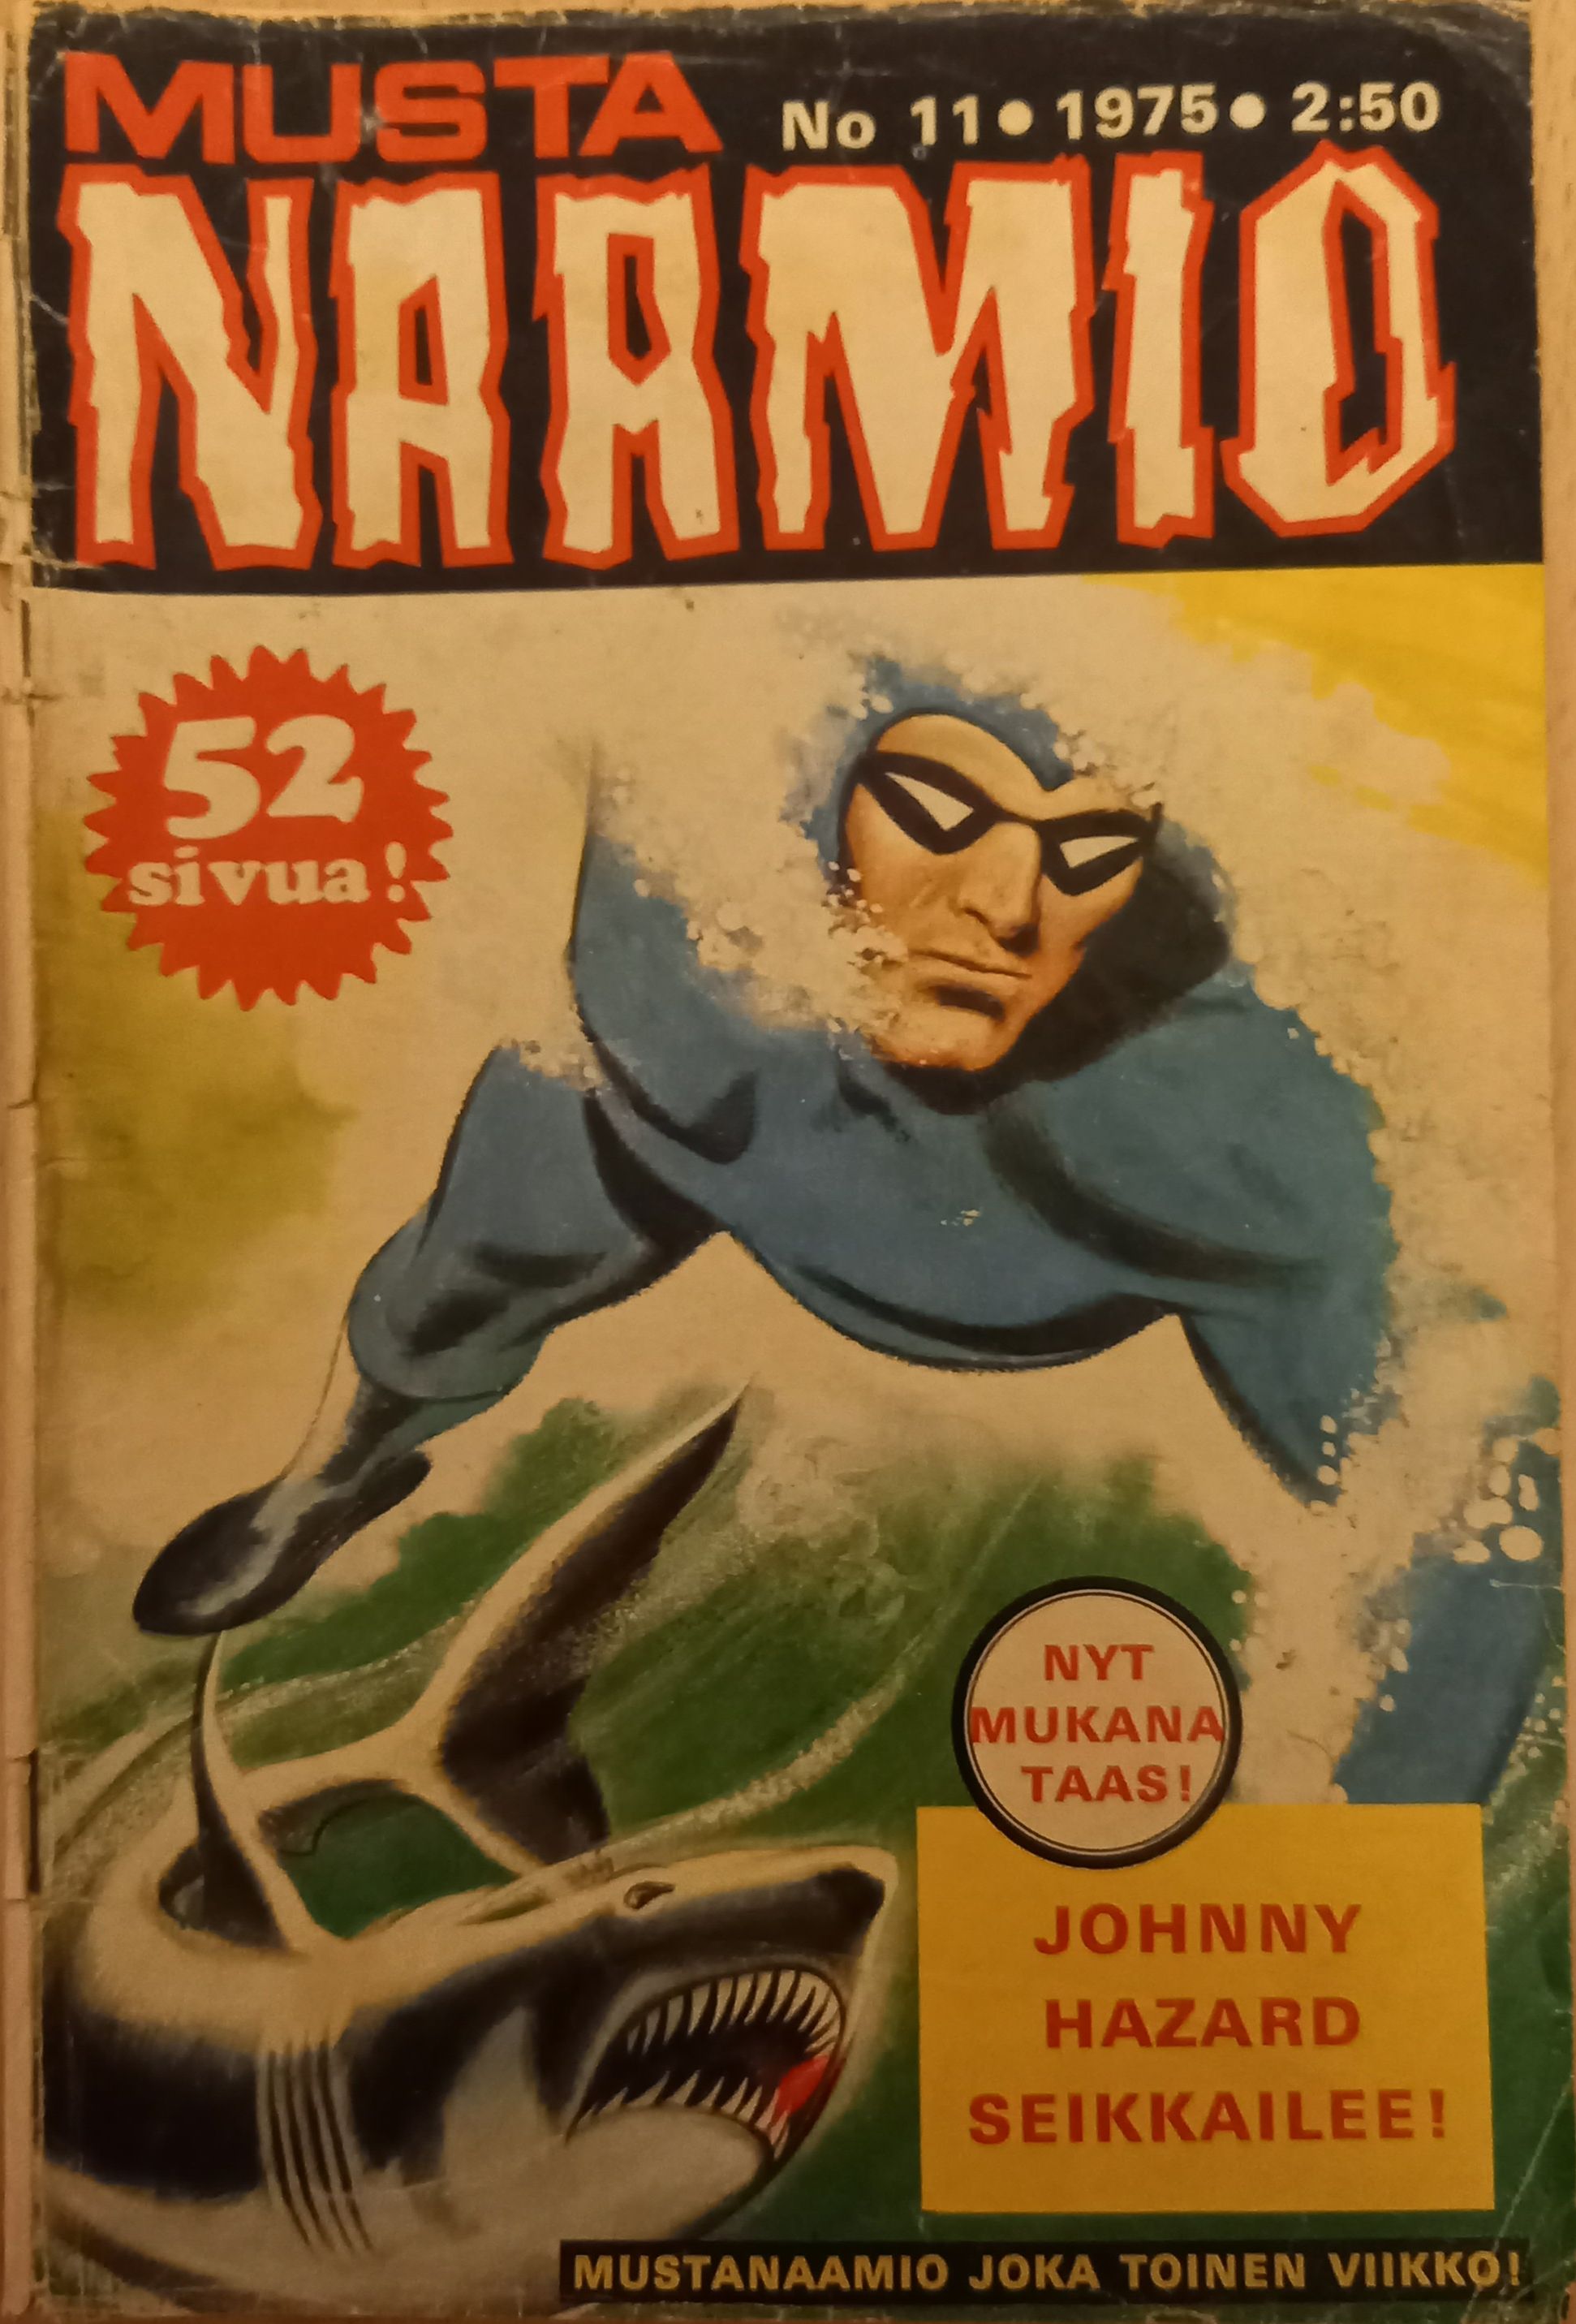 MUSTA
No 11 • 1975 • 2:50
NAAMIO
52
sivua!
NYT
MUKANA
TAAS!
JOHNNY
HAZARD
SEIKKAILEE!
MUSTANAAMIO JOKA TOINEN VIIKKO!